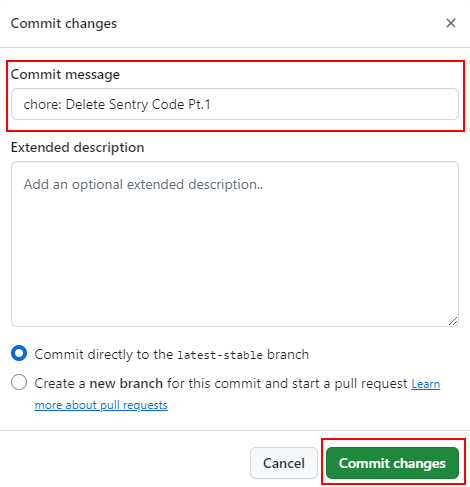 Commit changes
Commit message
chore: Delete Sentry Code Pt.1
Extended description
Add an optional extended description..
Commit directly to the latest-stable branch
Create a new branch for this commit and start a pull request Learn
more about pull requests
Cancel
Commit changes